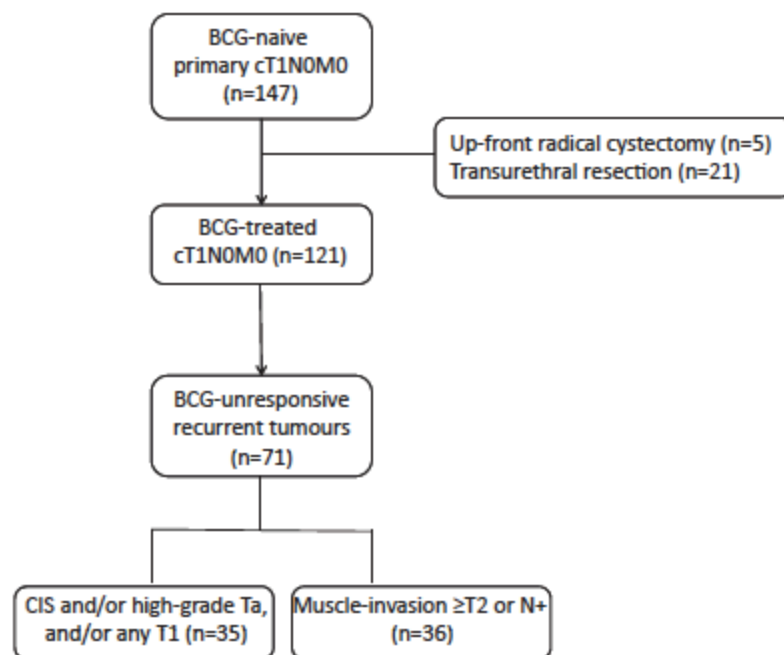 BCG-naive
primary cT1N0M0
(n=147)
Up-front radical cystectomy (n=5)
Transurethral resection (n=21)
BCG-treated
cT1N0M0 (n=121)
BCG-unresponsive
recurrent tumours
(n=71)
CIS and/or high-grade Ta,
and/or any T1 (n=35)
Muscle-invasion ≥T2 or N+
(n=36)